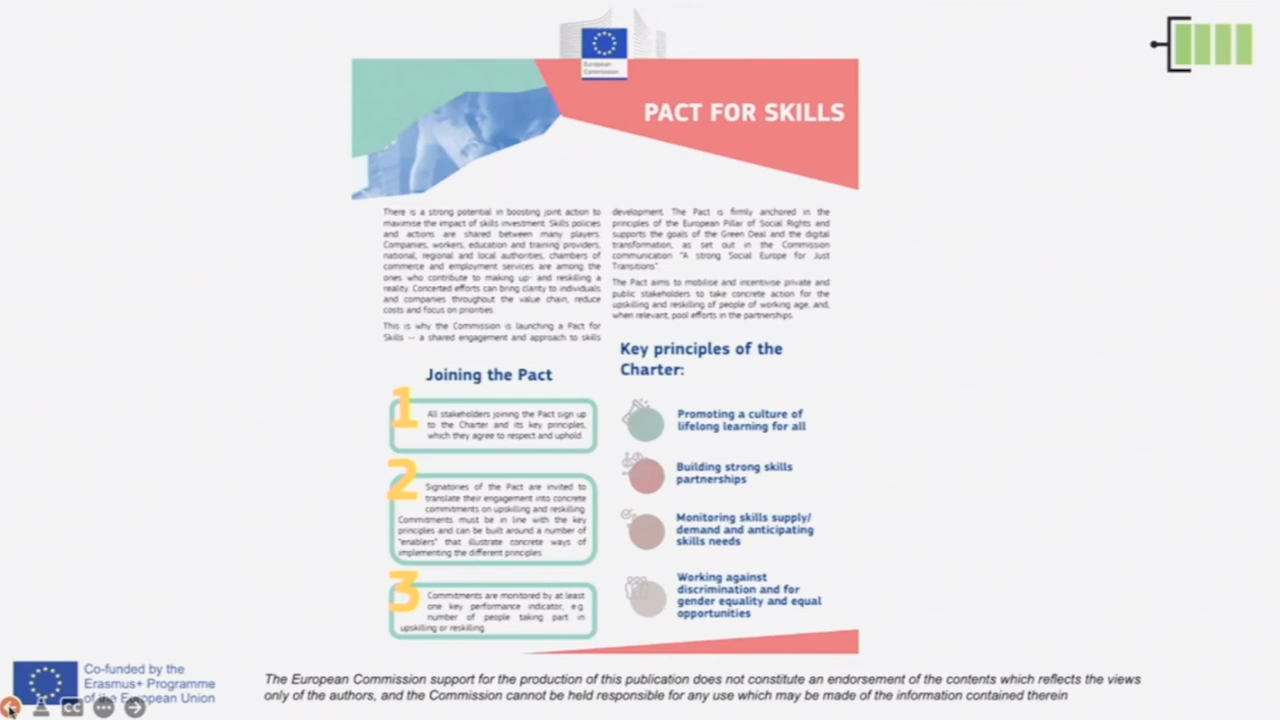 European
Commission
PACT FOR SKILLS
There is a strong potential in boosting joint action to
maximise the impact of skills investment. Skills policies
and actions are shared between many players.
Companies, workers, education and training providers,
national, regional and local authorities, chambers of
commerce and employment services are among the
ones who contribute to making up- and reskilling a
reality. Concerted efforts can bring clarity to individuals
and companies throughout the value chain, reduce
costs and focus on priorities.
This is why the Commission is launching a Pact for
Skills — a shared engagement and approach to skills
development. The Pact is firmly anchored in the
principles of the European Pillar of Social Rights and
supports the goals of the Green Deal and the digital
transformation, as set out in the Commission
communication "A strong Social Europe for Just
Transitions"
The Pact aims to mobilise and incentivise private and
public stakeholders to take concrete action for the
upskilling and reskilling of people of working age, and,
when relevant, pool efforts in the partnerships.
Joining the Pact
1
All stakeholders joining the Pact sign up
to the Charter and its key principles,
which they agree to respect and uphold
2
Signatories of the Pact are invited to
translate their engagement into concrete
commitments on upskilling and reskilling
Commitments must be in line with the key
principles and can be built around a number of
"enablers" that illustrate concrete ways of
implementing the different principles
3
Commitments are monitored by at least
one key performance indicator, e.g.
number of people taking part in
upskilling or reskilling
Key principles of the
Charter:
Promoting a culture of
lifelong learning for all
Building strong skills
partnerships
Monitoring skills supply/
demand and anticipating
skills needs
Working against
discrimination and for
gender equality and equal
opportunities
Co-funded by the
Erasmus+ Programme
of the European Union
CC
The European Commission support for the production of this publication does not constitute an endorsement of the contents which reflects the views
only of the authors, and the Commission cannot be held responsible for any use which may be made of the information contained therein